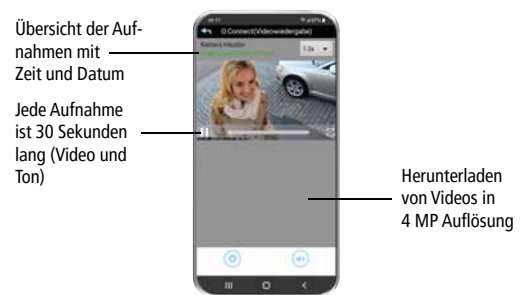 Übersicht der Auf-
nahmen mit
Zeit und Datum
Jede Aufnahme
ist 30 Sekunden
lang (Video und
Ton)
O.Connect(Videowiedergabe)
Kamera Haustür
1.0x
Herunterladen
von Videos in
4 MP Auflösung